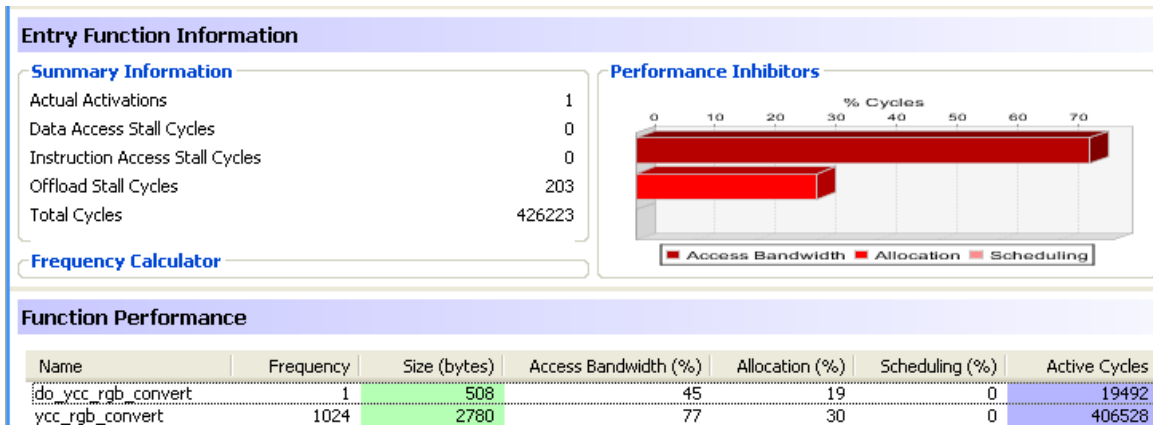 Entry Function Information
Summary Information
Actual Activations 1
Data Access Stall Cycles 0
Instruction Access Stall Cycles 0
Offload Stall Cycles 203
Total Cycles 426223
Frequency Calculator
Performance Inhibitors
% Cycles
0 10 20 30 40 50 60 70
Access Bandwidth Allocation Scheduling
Function Performance
Name Frequency Size (bytes) Access Bandwidth (%) Allocation (%) Scheduling (%) Active Cycles
do_ycc_rgb_convert 1 508 45 19 0 19492
ycc_rgb_convert 1024 2780 77 30 0 406528